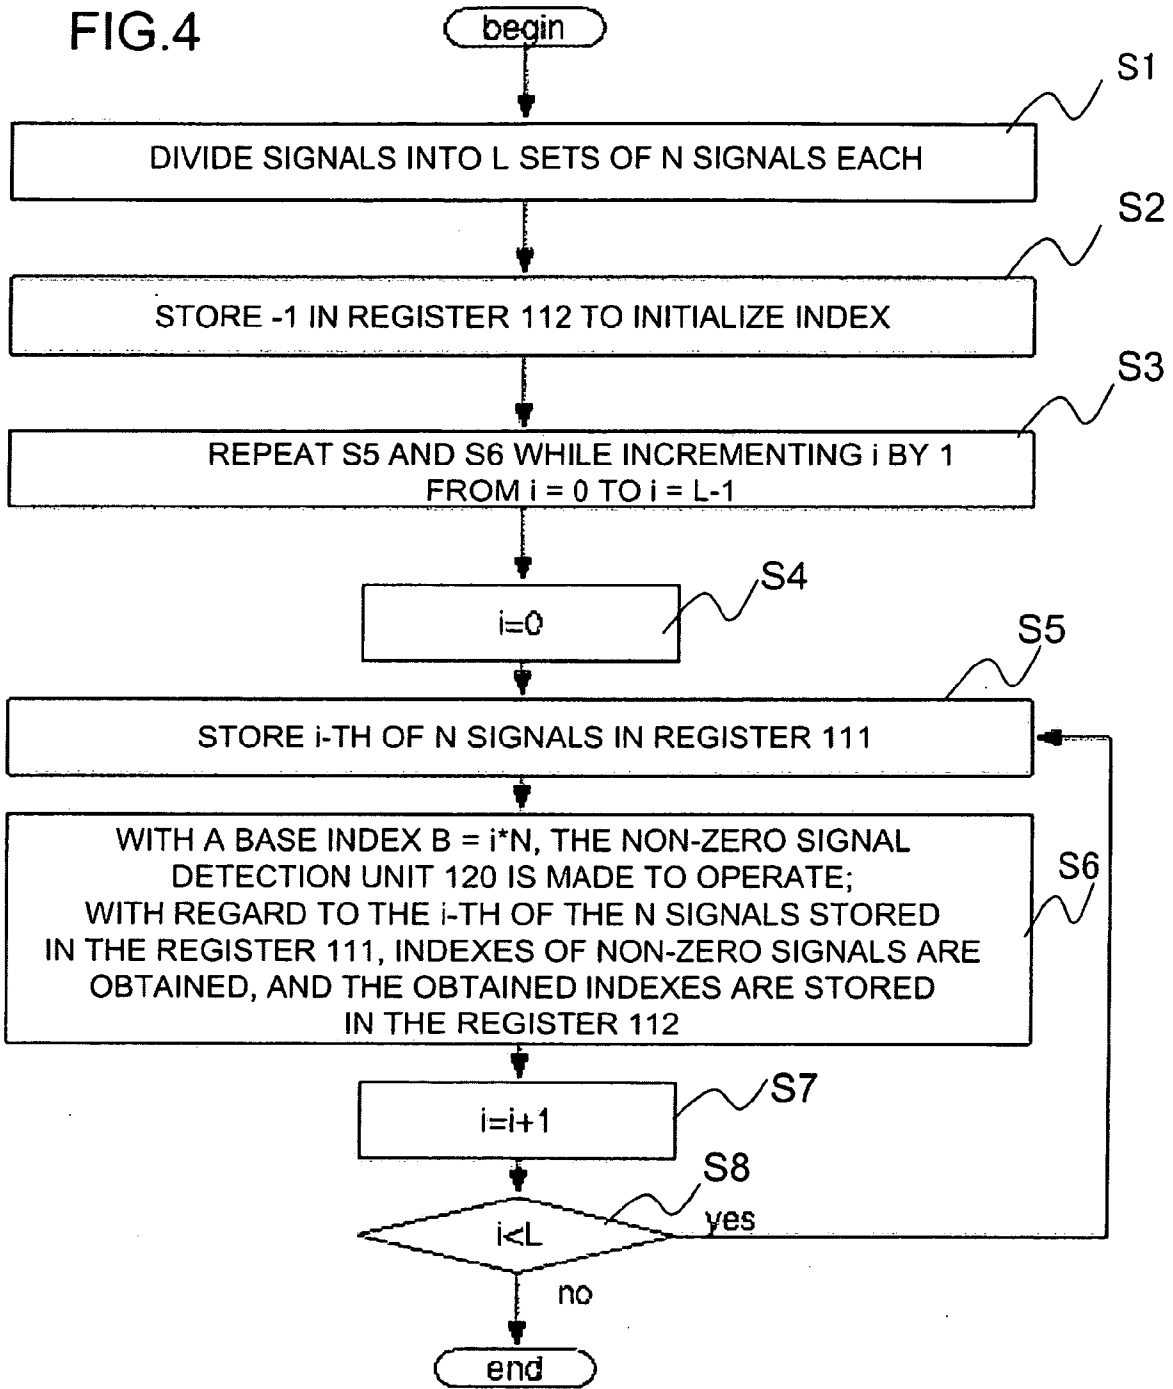 FIG.4
begin
S1
DIVIDE SIGNALS INTO L SETS OF N SIGNALS EACH
S2
STORE -1 IN REGISTER 112 TO INITIALIZE INDEX
S3
REPEAT S5 AND S6 WHILE INCREMENTING i BY 1
FROM i = 0 TO i = L-1
S4
i=0
S5
STORE i-TH OF N SIGNALS IN REGISTER 111
WITH A BASE INDEX B = i*N, THE NON-ZERO SIGNAL
DETECTION UNIT 120 IS MADE TO OPERATE;
WITH REGARD TO THE i-TH OF THE N SIGNALS STORED
IN THE REGISTER 111, INDEXES OF NON-ZERO SIGNALS ARE
OBTAINED, AND THE OBTAINED INDEXES ARE STORED
IN THE REGISTER 112
S6
S7
i=i+1
S8
i<L
yes
no
end